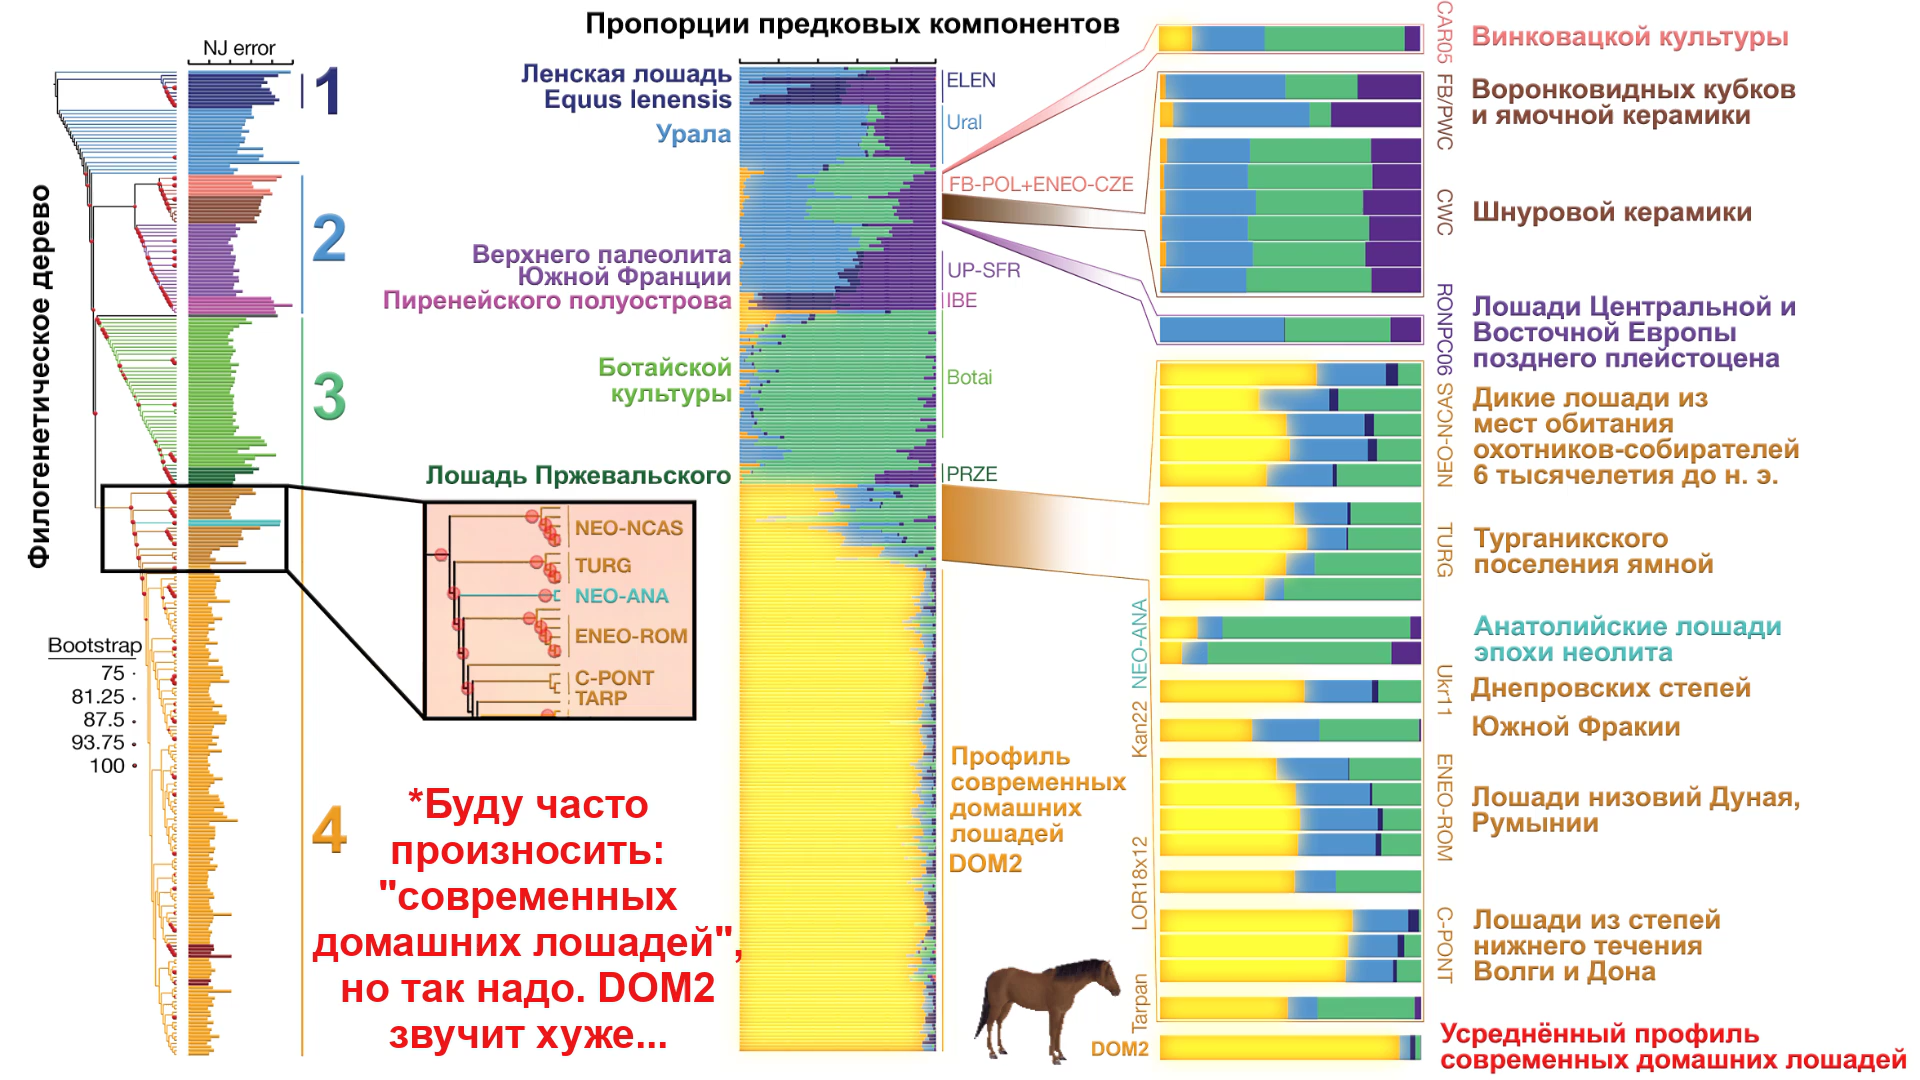 Пропорции предковых компонентов
NJ error
Филогенетическое дерево
1
2
3
4
Bootstrap
75
81.25
87.5
93.75
100
Ленская лошадь
Equus lenensis
Урала
Верхнего палеолита
Южной Франции
Пиренейского полуострова
Ботайской
культуры
Лошадь Пржевальского
NEO-NCAS
TURG
NEO-ANA
ENEO-ROM
C-PONT
TARP
*Буду часто
произносить:
"современных
домашних лошадей",
но так надо. DOM2
звучит хуже...
ELEN
Ural
FB-POL+ENEO-CZE
UP-SFR
IBE
Botai
PRZE
Профиль
современных
домашних
лошадей
DOM2
CAR05
FB/PWC
CWC
RONPC06
NEO-NCAS
TURG
NEO-ANA
Ukr11
Kan22
ENEO-ROM
LOR18x12
C-PONT
Tarpan
DOM2
Винковацкой культуры
Воронковидных кубков
и ямочной керамики
Шнуровой керамики
Лошади Центральной и
Восточной Европы
позднего плейстоцена
Дикие лошади из
мест обитания
охотников-собирателей
6 тысячелетия до н. э.
Турганикского
поселения ямной
Анатолийские лошади
эпохи неолита
Днепровских степей
Южной Фракии
Лошади низовий Дуная,
Румынии
Лошади из степей
нижнего течения
Волги и Дона
Усреднённый профиль
современных домашних лошадей